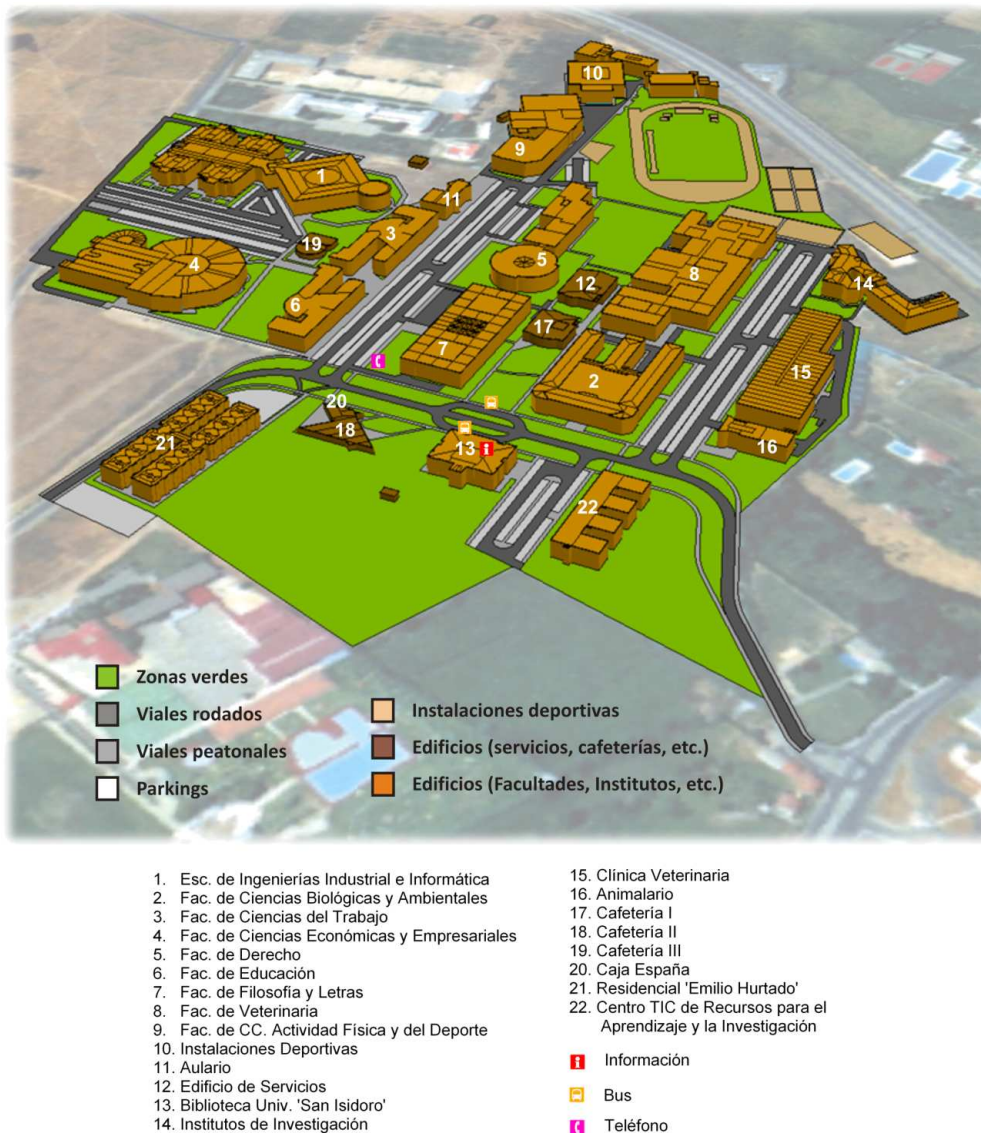 10
9
1
11
3
19
5
4
8
12
14
6
17
7
15
2
20
18
21
13
16
22
Zonas verdes
Viales rodados
Viales peatonales
Parkings
Instalaciones deportivas
Edificios (servicios, cafeterías, etc.)
Edificios (Facultades, Institutos, etc.)
1. Esc. de Ingenierías Industrial e Informática
2. Fac. de Ciencias Biológicas y Ambientales
3. Fac. de Ciencias del Trabajo
4. Fac. de Ciencias Económicas y Empresariales
5. Fac. de Derecho
6. Fac. de Educación
7. Fac. de Filosofía y Letras
8. Fac. de Veterinaria
9. Fac. de CC. Actividad Física y del Deporte
10. Instalaciones Deportivas
11. Aulario
12. Edificio de Servicios
13. Biblioteca Univ. 'San Isidoro'
14. Institutos de Investigación
15. Clínica Veterinaria
16. Animalario
17. Cafetería I
18. Cafetería II
19. Cafetería III
20. Caja España
21. Residencial 'Emilio Hurtado'
22. Centro TIC de Recursos para el
Aprendizaje y la Investigación
Información
Bus
Teléfono